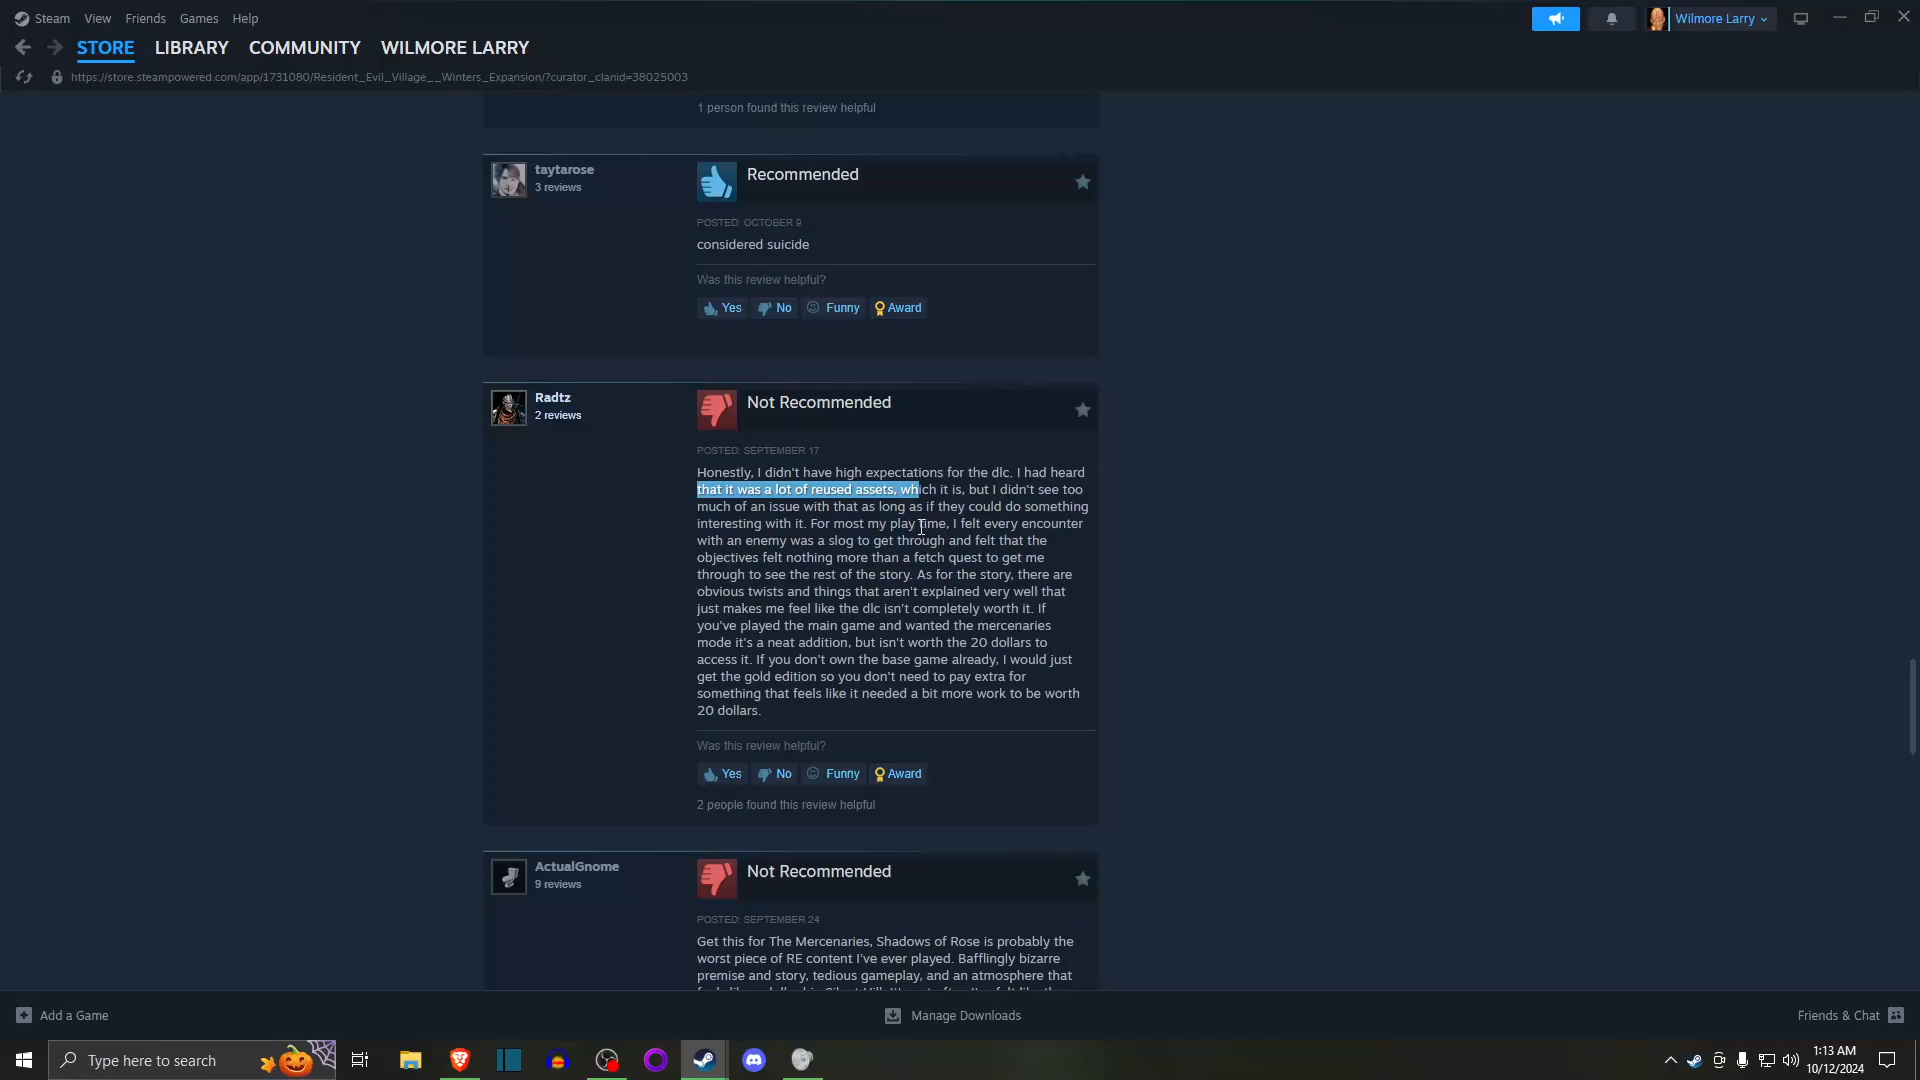 Steam View Friends Games Help
Wilmore Larry
STORE LIBRARY COMMUNITY WILMORE LARRY
https://store.steampowered.com/app/1731080/Resident_Evil_Village__Winters_Expansion/?curator_clanid=38025003
1 person found this review helpful
taytarose
3 reviews
Recommended
POSTED: OCTOBER 9
considered suicide
Was this review helpful?
Yes No Funny Award
Radtz
2 reviews
Not Recommended
POSTED: SEPTEMBER 17
Honestly, I didn't have high expectations for the dlc. I had heard
that it was a lot of reused assets, which it is, but I didn't see too
much of an issue with that as long as if they could do something
interesting with it. For most my play time, I felt every encounter
with an enemy was a slog to get through and felt that the
objectives felt nothing more than a fetch quest to get me
through to see the rest of the story. As for the story, there are
obvious twists and things that aren't explained very well that
just makes me feel like the dlc isn't completely worth it. If
you've played the main game and wanted the mercenaries
mode it's a neat addition, but isn't worth the 20 dollars to
access it. If you don't own the base game already, I would just
get the gold edition so you don't need to pay extra for
something that feels like it needed a bit more work to be worth
20 dollars.
Was this review helpful?
Yes No Funny Award
2 people found this review helpful
ActualGnome
9 reviews
Not Recommended
POSTED: SEPTEMBER 24
Get this for The Mercenaries, Shadows of Rose is probably the
worst piece of RE content I've ever played. Bafflingly bizarre
premise and story, tedious gameplay, and an atmosphere that
Add a Game
Manage Downloads
Friends & Chat
Type here to search
1:13 AM
10/12/2024